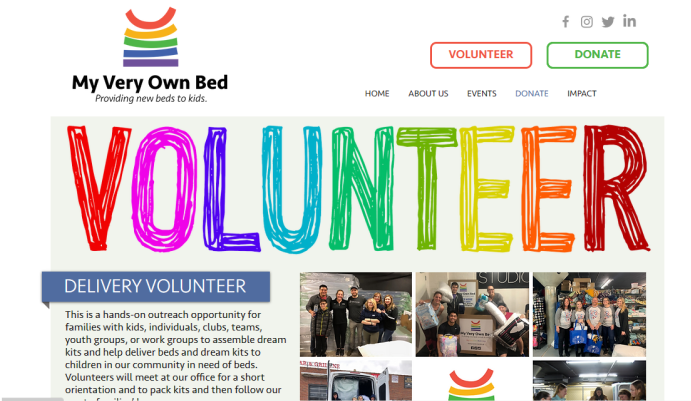 VOLUNTEER
DONATE
My Very Own Bed
Providing new beds to kids.
HOME
ABOUT US
EVENTS
DONATE
IMPACT
VOLUNTEER
DELIVERY VOLUNTEER
This is a hands-on outreach opportunity for
families with kids, individuals, clubs, teams,
youth groups, or work groups to assemble dream
kits and help deliver beds and dream kits to
children in our community in need of beds.
Volunteers will meet at our office for a short
orientation and to pack kits and then follow our
STUDIO
My Very Own Bed